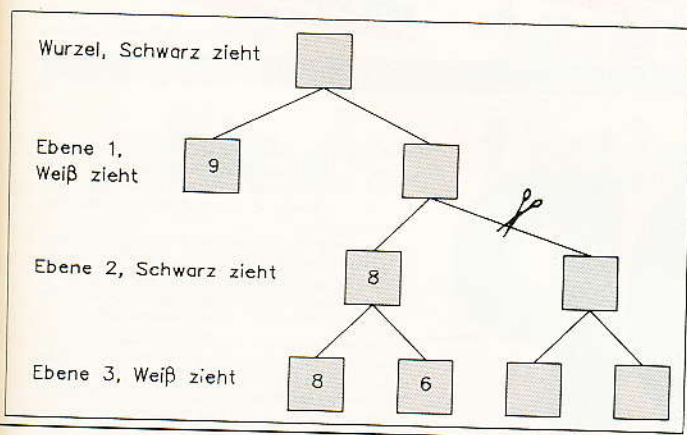 Wurzel, Schwarz zieht
Ebene 1,
Weiß zieht
9
Ebene 2, Schwarz zieht
8
Ebene 3, Weiß zieht
8
6